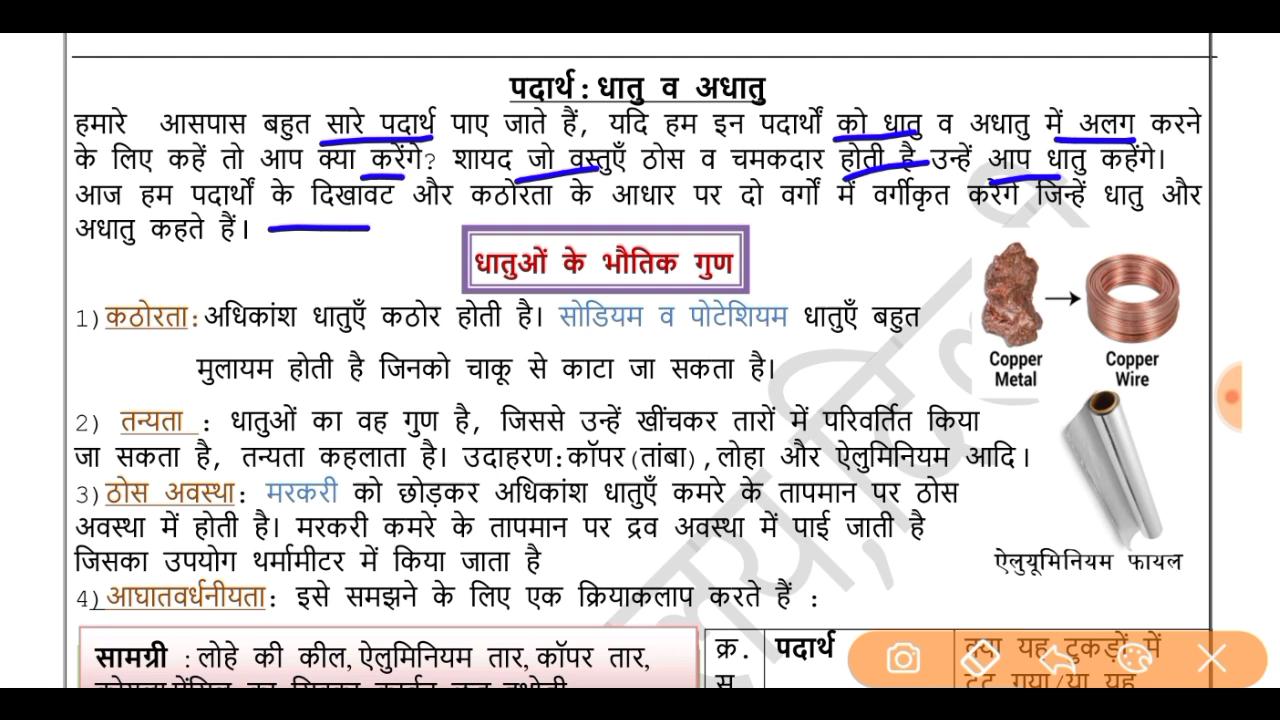 पदार्थ : धातु व अधातु
हमारे आसपास बहुत सारे पदार्थ पाए जाते हैं, यदि हम इन पदार्थों को धातु व अधातु में अलग करने
के लिए कहें तो आप क्या करेंगे? शायद जो वस्तुएँ ठोस व चमकदार होती है उन्हें आप धातु कहेंगे।
आज हम पदार्थों के दिखावट और कठोरता के आधार पर दो वर्गों में वर्गीकृत करेंगे जिन्हें धातु और
अधातु कहते हैं।
धातुओं के भौतिक गुण
1) कठोरता: अधिकांश धातुएँ कठोर होती है। सोडियम व पोटेशियम धातुएँ बहुत
मुलायम होती है जिनको चाकू से काटा जा सकता है।
Copper Metal
Copper Wire
2) तन्यता : धातुओं का वह गुण है, जिससे उन्हें खींचकर तारों में परिवर्तित किया
जा सकता है, तन्यता कहलाता है। उदाहरण:कॉपर(तांबा),लोहा और ऐलुमिनियम आदि।
3) ठोस अवस्था: मरकरी को छोड़कर अधिकांश धातुएँ कमरे के तापमान पर ठोस
अवस्था में होती है। मरकरी कमरे के तापमान पर द्रव अवस्था में पाई जाती है
जिसका उपयोग थर्मामीटर में किया जाता है
ऐलुयूमिनियम फायल
4) आघातवर्धनीयता: इसे समझने के लिए एक क्रियाकलाप करते हैं :
सामग्री : लोहे की कील, ऐलुमिनियम तार, कॉपर तार,
क्र.
पदार्थ
क्या यह टुकड़ों में
टूट गया/या यह